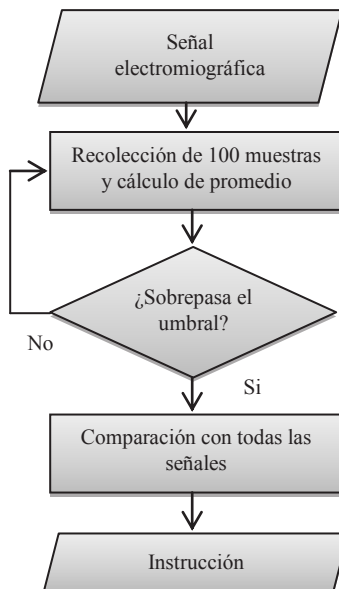 Señal
electromiográfica
Recolección de 100 muestras
y cálculo de promedio
¿Sobrepasa el
umbral?
No
Si
Comparación con todas las
señales
Instrucción